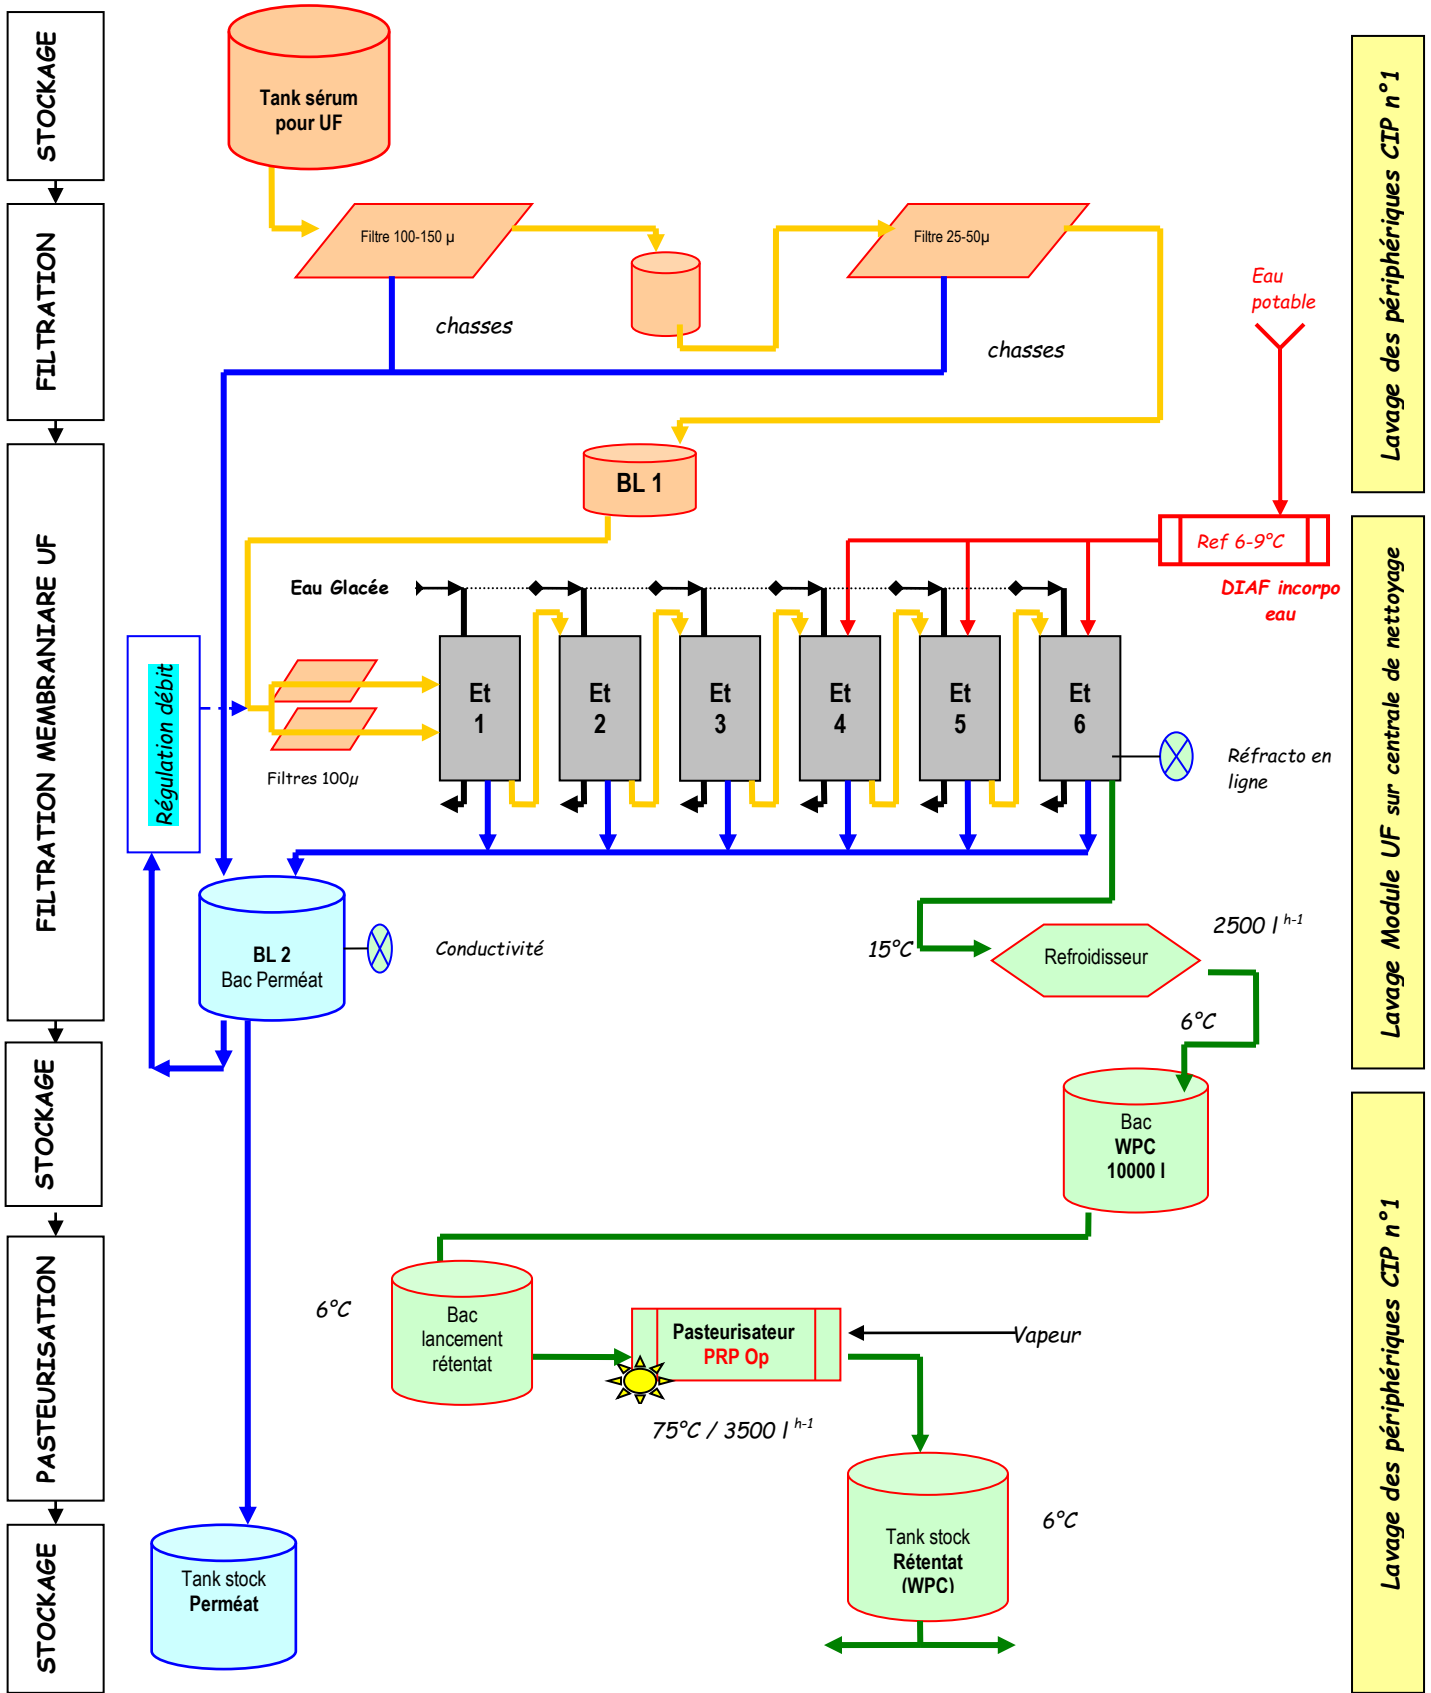 STOCKAGE
FILTRATION
FILTRATION MEMBRANIARE UF
STOCKAGE
PASTEURISATION
STOCKAGE
Tank sérum
pour UF
Filtre 100-150 µ
Filtre 25-50µ
chasses
chasses
Eau
potable
BL 1
Ref 6-9°C
DIAF incorpo
eau
Eau Glacée
Régulation débit
Filtres 100µ
Et
1
Et
2
Et
3
Et
4
Et
5
Et
6
Réfracto en
ligne
BL 2
Bac Perméat
Conductivité
15°C
Refroidisseur
2500 l h-1
6°C
Bac
WPC
10000 l
6°C
Bac
lancement
rétentat
Pasteurisateur
PRP Op
Vapeur
75°C / 3500 l h-1
Tank stock
Rétentat
(WPC)
6°C
Tank stock
Perméat
Lavage des périphériques CIP n°1
Lavage Module UF sur centrale de nettoyage
Lavage des périphériques CIP n°1